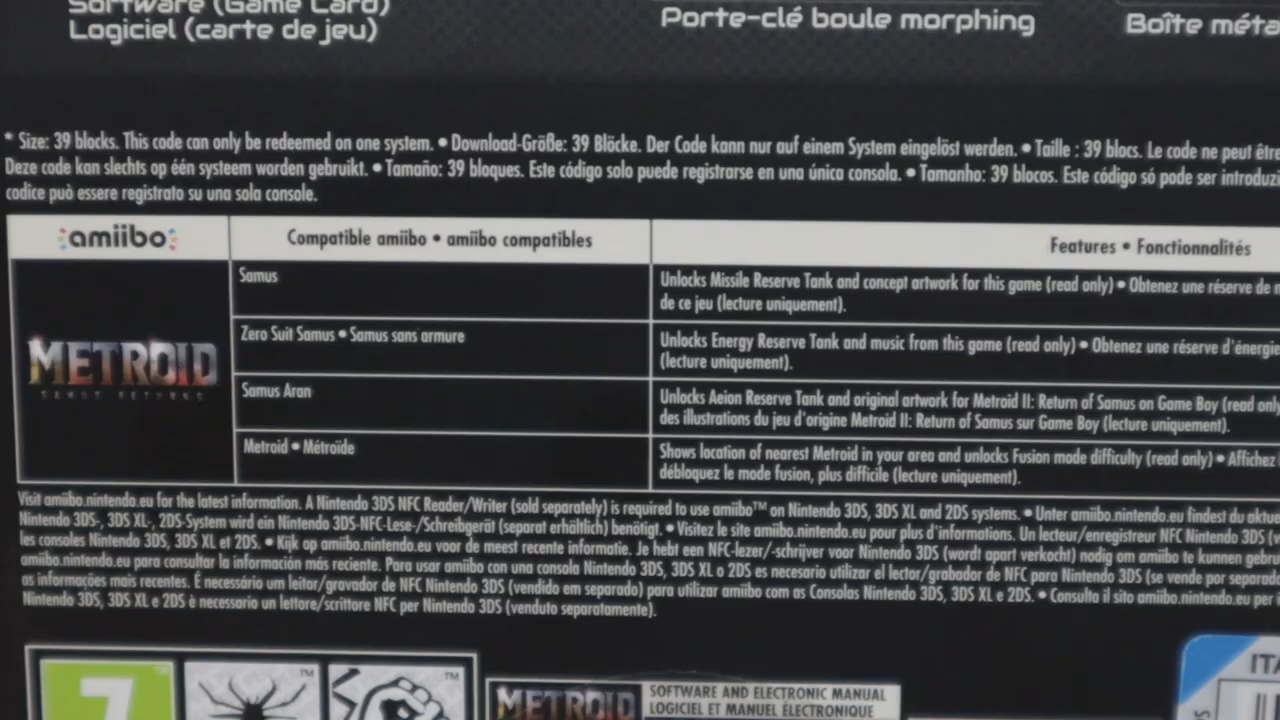 Software (Game Card)
Logiciel (carte de jeu)
Porte-clé boule morphing
Boîte
* Size: 39 blocks. This code can only be redeemed on one system. • Download-Größe: 39 Blöcke. Der Code kann nur auf einem System eingelöst werden. • Taille : 39 blocs. Le code ne peut être
Deze code kan slechts op één systeem worden gebruikt. • Tamaño: 39 bloques. Este código solo puede registrarse en una única consola. • Tamanho: 39 blocos. Este código só pode ser
codice può essere registrato su una sola console.
amiibo
Compatible amiibo • amiibo compatibles
Features • Fonctionnalités
METROID
SAMUS RETURNS
Samus
Unlocks Missile Reserve Tank and concept artwork for this game (read only) • Obtenez une réserve de
de ce jeu (lecture uniquement).
Zero Suit Samus • Samus sans armure
Unlocks Energy Reserve Tank and music from this game (read only) • Obtenez une réserve d'énergie
(lecture uniquement).
Samus Aran
Unlocks Aeion Reserve Tank and original artwork for Metroid II: Return of Samus on Game Boy (read
des illustrations du jeu d'origine Metroid II: Return of Samus sur Game Boy (lecture uniquement).
Metroid • Métroïde
Shows location of nearest Metroid in your area and unlocks Fusion mode difficulty (read only) • Affichez
débloquez le mode fusion, plus difficile (lecture uniquement).
Visit amiibo.nintendo.eu for the latest information. A Nintendo 3DS NFC Reader/Writer (sold separately) is required to use amiibo™ on Nintendo 3DS, 3DS XL and 2DS systems. • Unter amiibo.nintendo.eu findest du
Nintendo 3DS-, 3DS XL-, 2DS-System wird ein Nintendo 3DS-NFC-Lese-/Schreibgerät (separat erhältlich) benötigt. • Visitez le site amiibo.nintendo.eu pour plus d'informations. Un lecteur/enregistreur NFC Nintendo 3DS
les consoles Nintendo 3DS, 3DS XL et 2DS. • Kijk op amiibo.nintendo.eu voor de meest recente informatie. Je hebt een NFC-lezer/-schrijver voor Nintendo 3DS (wordt apart verkocht) nodig om amiibo te kunnen
amiibo.nintendo.eu para consultar la información más reciente. Para usar amiibo con una consola Nintendo 3DS, 3DS XL o 2DS es necesario utilizar el lector/grabador de NFC para Nintendo 3DS (se vende por
as informações mais recentes. É necessário um leitor/gravador de NFC Nintendo 3DS (vendido em separado) para utilizar amiibo com as Consolas Nintendo 3DS, 3DS XL e 2DS. • Consulta il sito amiibo.nintendo.eu per
Nintendo 3DS, 3DS XL e 2DS è necessario un lettore/scrittore NFC per Nintendo 3DS (venduto separatamente).
7
METROID
SOFTWARE AND ELECTRONIC MANUAL
LOGICIEL ET MANUEL ÉLECTRONIQUE